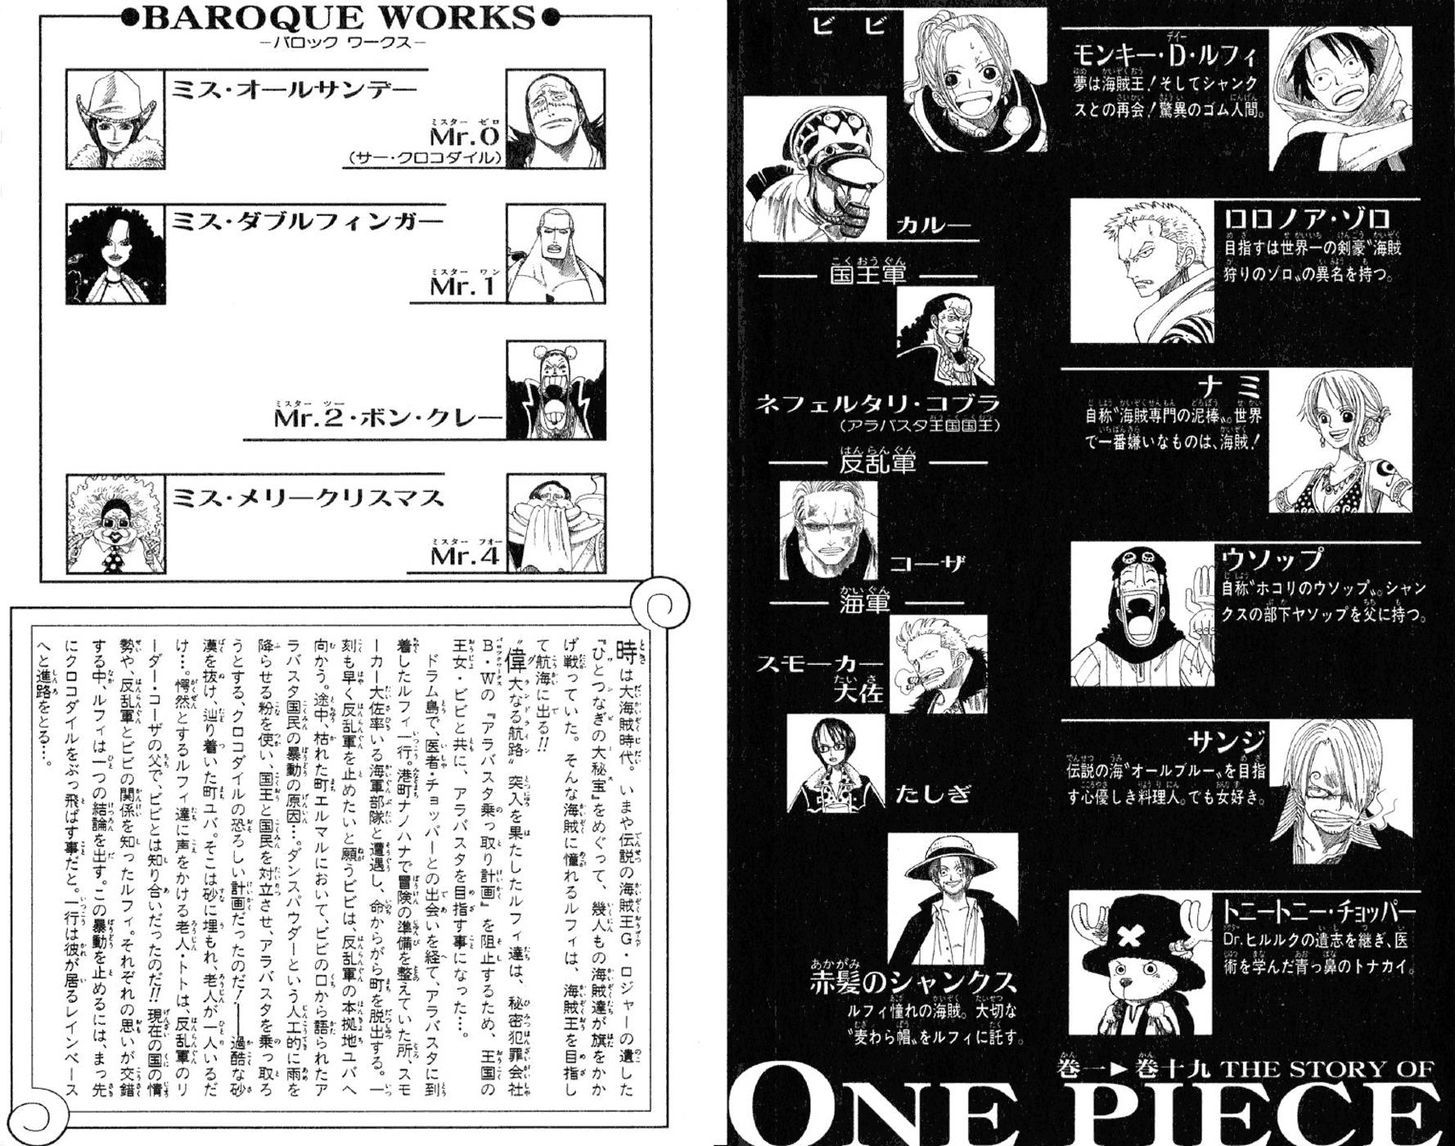 モンキー・D・ルフィ
夢は海賊王！そしてシャンク
スとの再会！驚異のゴム人間。
ロロノア・ゾロ
目指すは世界一の剣豪〝海賊
狩りのゾロ〟の異名を持つ。
ナミ
自称〝海賊専門の泥棒〟。世界
で一番嫌いなものは、海賊！
ウソップ
自称〝ホコリのウソップ〟。シャン
クスの部下ヤソップを父に持つ。
サンジ
伝説の海〝オールブルー〟を目指
す心優しき料理人。でも女好き。
トニートニー・チョッパー
Dr.ヒルルクの遺志を継ぎ、医
術を学んだ青っ鼻のトナカイ。
ビビ
カルー
国王軍
ネフェルタリ・コブラ
（アラバスタ王国国王）
反乱軍
コーザ
海軍
スモーカー
大佐
たしぎ
赤髪のシャンクス
ルフィ憧れの海賊。大切な
〝麦わら帽〟をルフィに託す。
巻一▶巻十九 THE STORY OF
ONE PIECE
●BAROQUE WORKS●
－バロック ワークス－
ミス・オールサンデー
Mr.0
（サー・クロコダイル）
ミス・ダブルフィンガー
Mr.1
Mr.2・ボン・クレー
ミス・メリークリスマス
Mr.4
時は大海賊時代。いまや伝説の海賊王G・ロジャーの遺した
『ひとつなぎの大秘宝』をめぐって、幾人もの海賊達が旗をかか
げ戦っていた。そんな海賊に憧れるルフィは、海賊王を目指し
て航海に出る!!
〝偉大なる航路〟突入を果たしたルフィ達は、秘密犯罪会社
B・Wの『アラバスタ乗っ取り計画』を阻止するため、王国の
王女・ビビと共に、アラバスタを目指す事になった…。
ドラム島で、医者・チョッパーとの出会いを経て、アラバスタに到
着したルフィ一行。港町ナノハナで冒険の準備を整えていた所、スモ
ーカー大佐率いる海軍部隊と遭遇し、命からがら町を脱出する。一
刻も早く反乱軍を止めたいと願うビビは、反乱軍の本拠地ユバへ
向かう。途中、枯れた町エルマルにおいて、ビビの口から語られたア
ラバスタ国民の暴動の原因…。ダンスパウダーという人工的に雨を
降らせる粉を使い、国王と国民を対立させ、アラバスタを乗っ取ろ
うとする、クロコダイルの恐ろしい計画だったのだ！――過酷な砂
漠を抜け、辿り着いた町ユバ。そこは砂に埋もれ、老人が一人いるだ
け…。愕然とするルフィ達に声をかける老人・トトは、反乱軍のリ
ーダー・コーザの父で、ビビとは知り合いだったのだ!! 現在の国の情
勢や、反乱軍とビビの関係を知ったルフィ。それぞれの思いが交錯
する中、ルフィは一つの結論を出す。この暴動を止めるには、まっ先
にクロコダイルをぶっ飛ばす事だと。一行は彼が居るレインベース
へと進路をとる…。